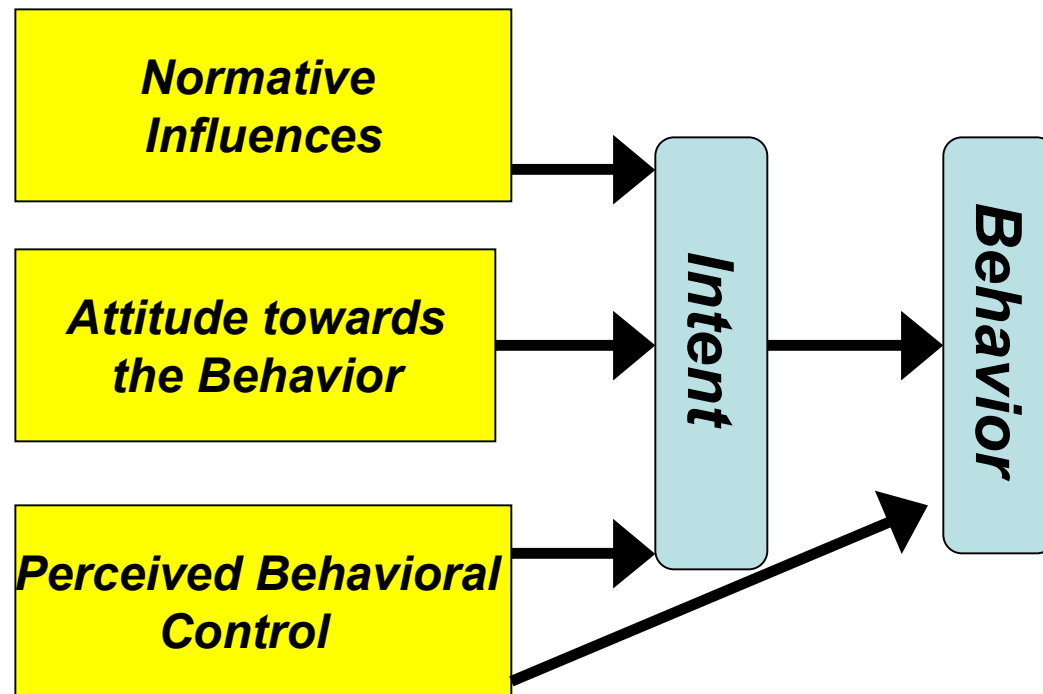 Normative
Influences
Attitude towards
the Behavior
Perceived Behavioral
Control
Intent
Behavior